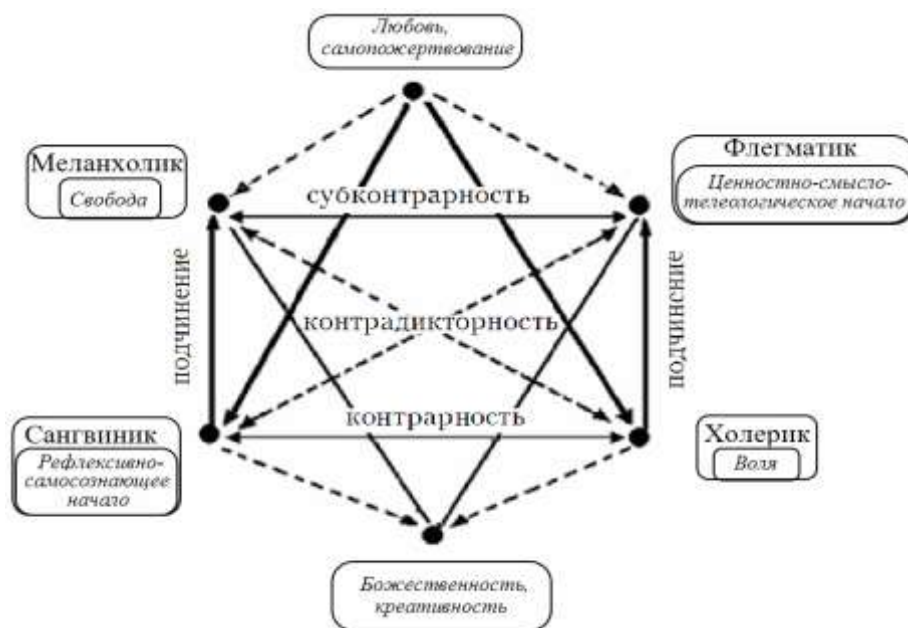 Любовь,
самопожертвование
Меланхолик
Свобода
Флегматик
Ценностно-смысло-
телеологическое начало
субконтрарность
подчинение
контрадикторность
подчинсние
контрарность
Сангвиник
Рефлексивно-
самосознающее
начало
Холерик
Воля
Божественность,
креативность